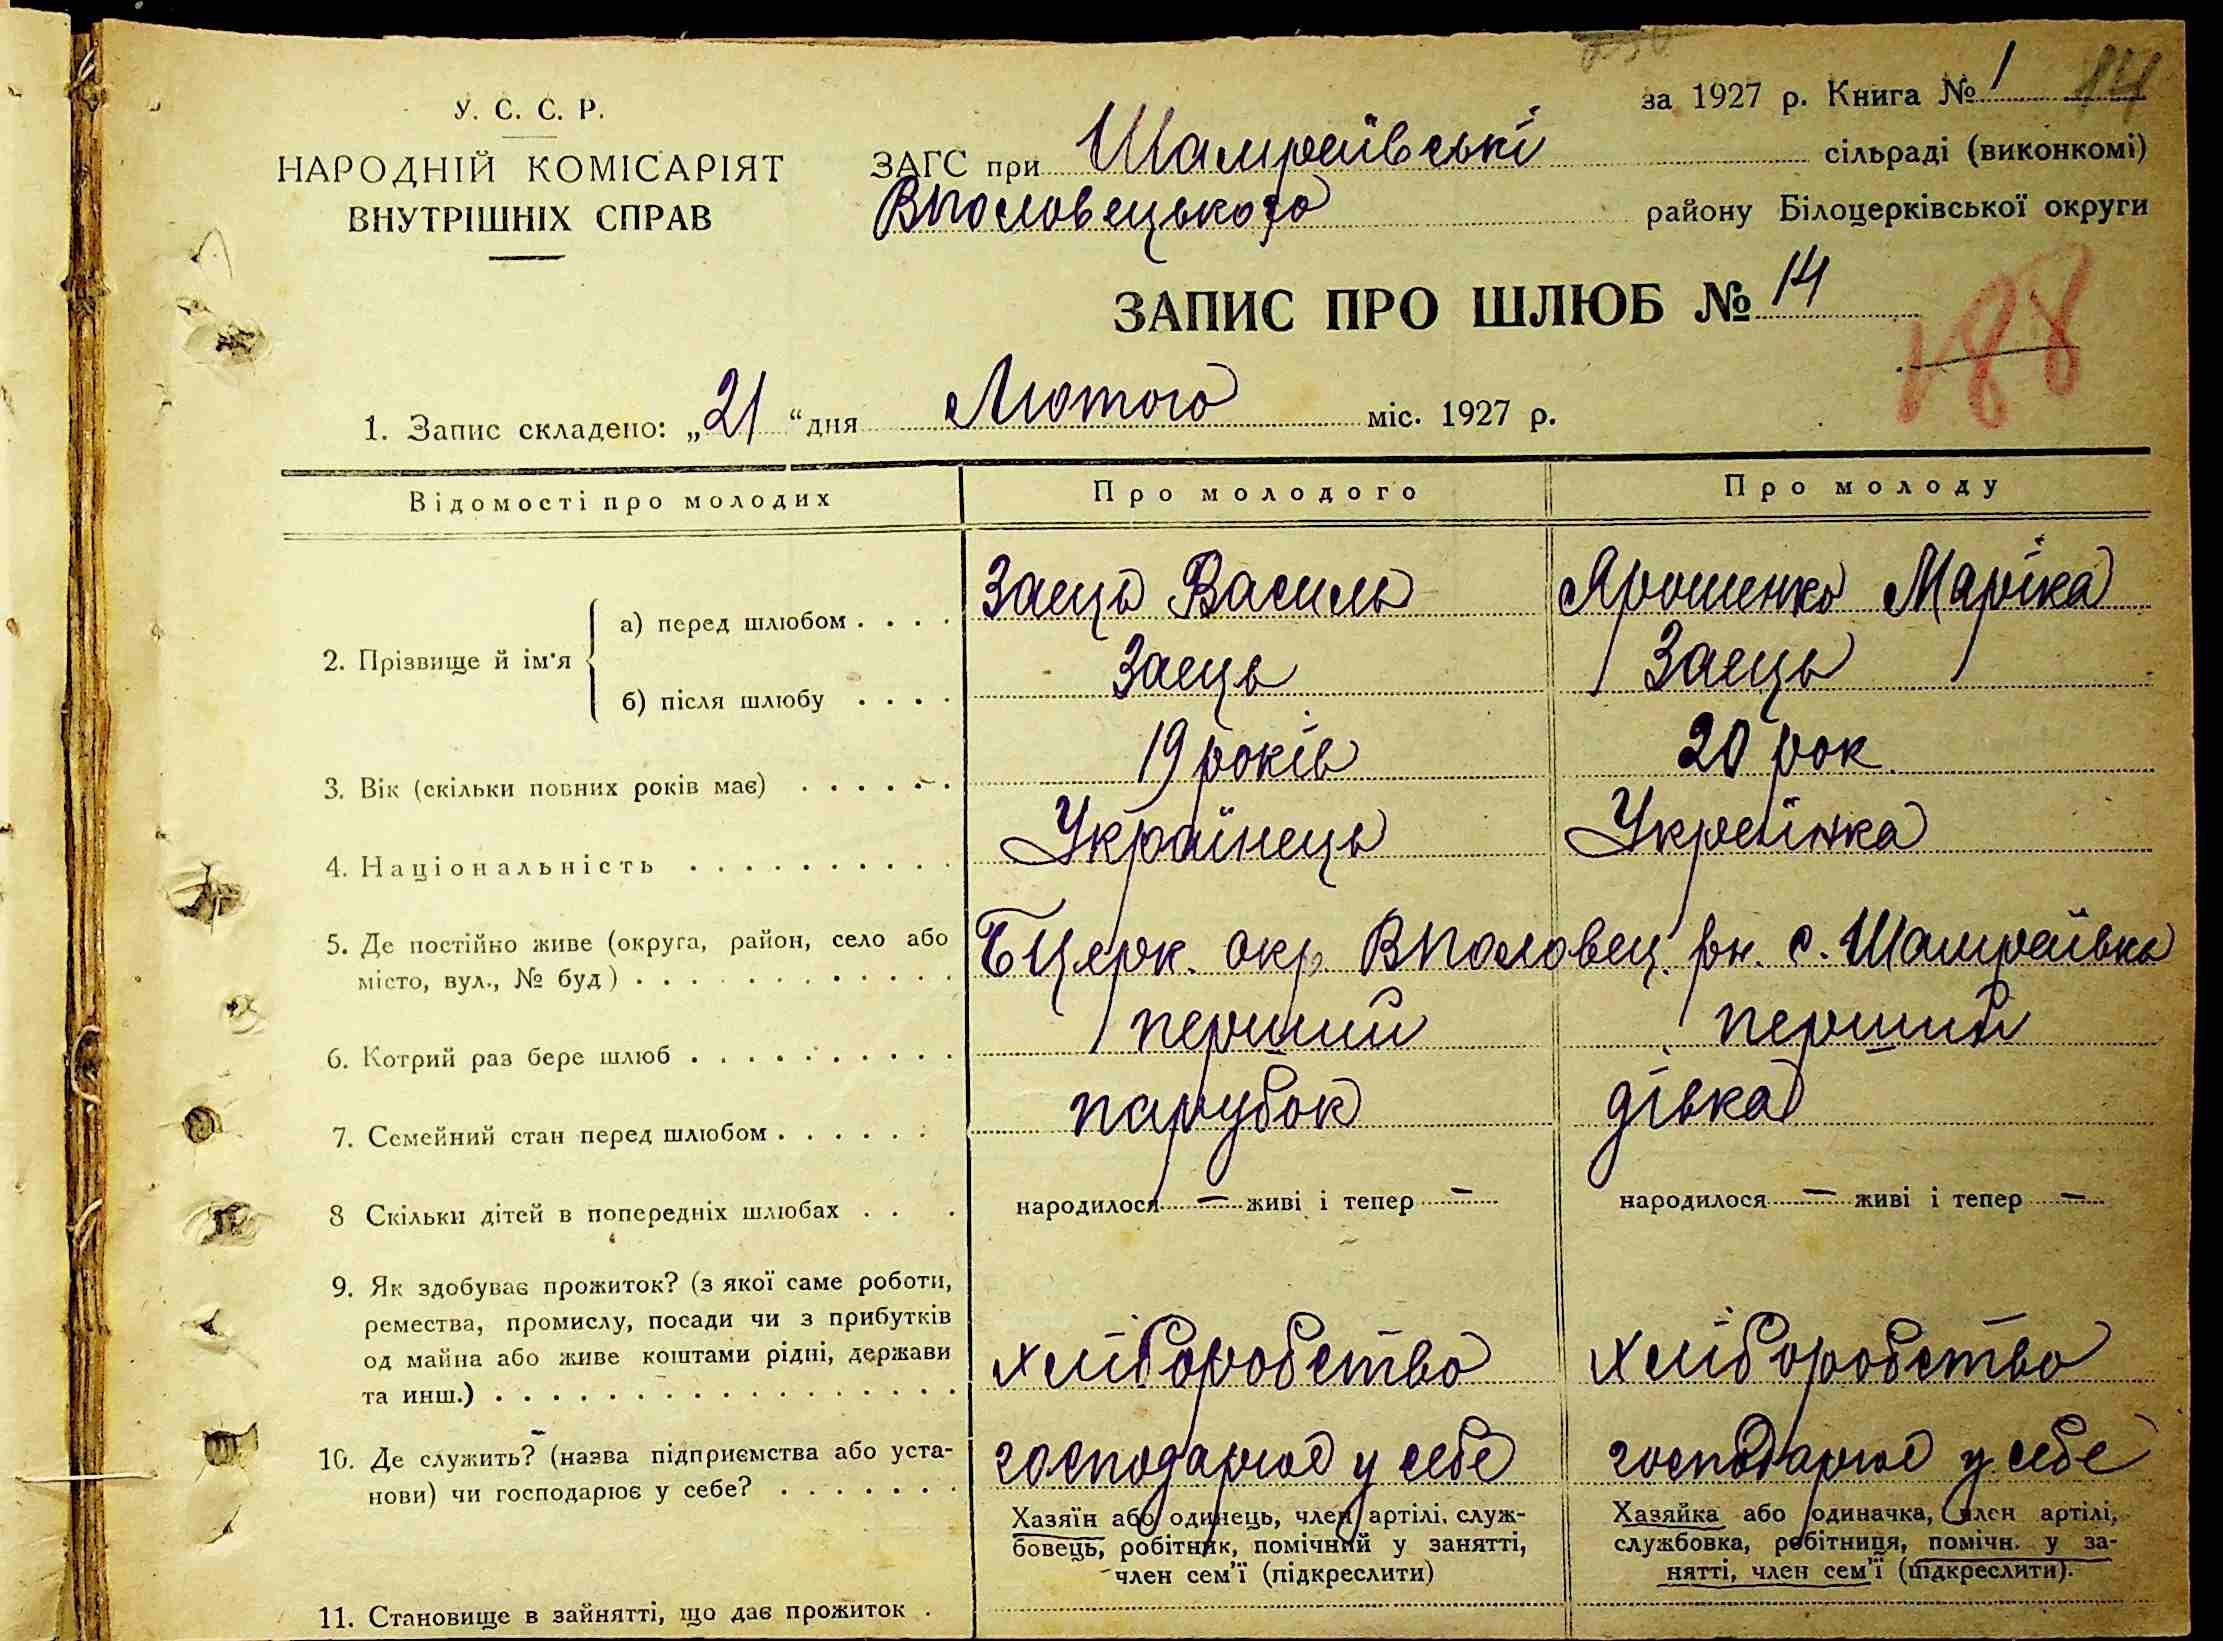 за 1927 р. Книга № 1 14
У. С. С. Р.
НАРОДНІЙ КОМІСАРІЯТ
ВНУТРІШНІХ СПРАВ
ЗАГС при Шамраївські сільраді (виконкомі)
ВПоловецького району Білоцерківської округи
ЗАПИС ПРО ШЛЮБ № 14
188
1. Запис складено: „21“ дня Лютого міс. 1927 р.
Відомості про молодих Про молодого Про молоду
2. Прізвище й ім'я
а) перед шлюбом . . . . Заєць Василь Ярошенко Маріка
б) після шлюбу . . . . Заєць Заєць
3. Вік (скільки повних років має) . . . . . . 19 років 20 рок
4. Національність . . . . . . . . . . Українець Українка
5. Де постійно живе (округа, район, село або
місто, вул., № буд) . . . . . . . . . . . . БЦерк. окр ВПоловец. рн. с. Шамраївка
6. Котрий раз бере шлюб . . . . . . . . . . перший перший
7. Семейний стан перед шлюбом . . . . . . парубок дівка
8 Скільки дітей в попередніх шлюбах . . . народилося — живі і тепер — народилося — живі і тепер —
9. Як здобуває прожиток? (з якої саме роботи,
ремества, промислу, посади чи з прибутків
од майна або живе коштами рідні, держави
та инш.) . . . . . . . . . . . . . . . . . хліборобство хліборобство
10. Де служить? (назва підприємства або уста-
нови) чи господарює у себе? . . . . . . . господарює у себе господарює у себе
Хазяїн або одинець, член артілі, служ-
бовець, робітник, помічний у занятті,
член сем'ї (підкреслити)
Хазяйка або одиначка, член артілі,
службовка, робітниця, помічн. у за-
нятті, член сем'ї (підкреслити).
11. Становище в зайнятті, що дає прожиток .